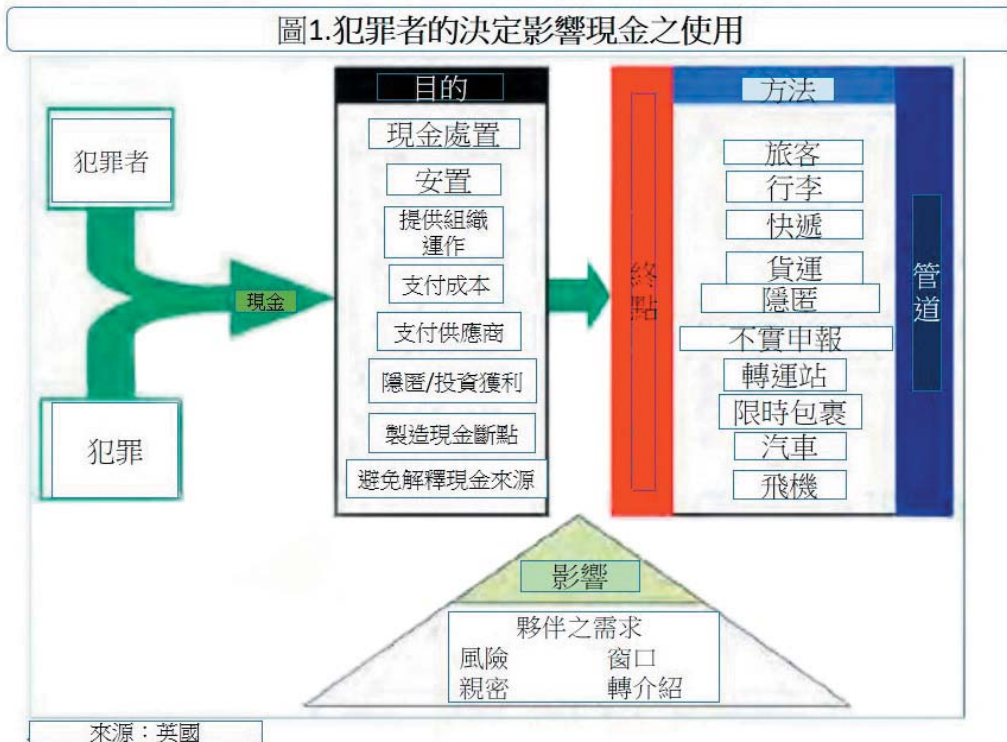 圖1.犯罪者的決定影響現金之使用
犯罪者
犯罪
現金
目的
現金處置
安置
提供組織
運作
支付成本
支付供應商
隱匿/投資獲利
製造現金斷點
避免解釋現金來源
終點
方法
旅客
行李
快遞
貨運
隱匿
不實申報
轉運站
限時包裹
汽車
飛機
管道
影響
夥伴之需求
風險 窗口
親密 轉介紹
來源：英國